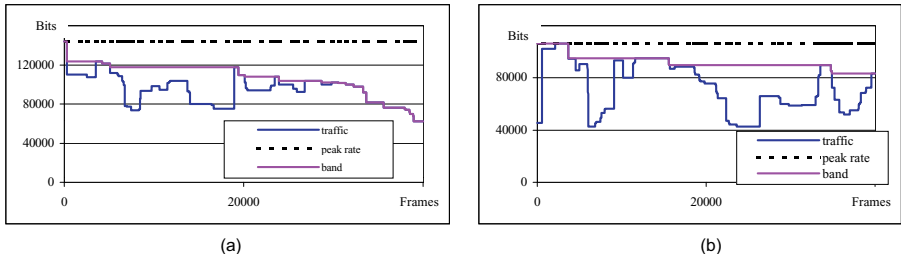 Bits
120000
80000
40000
0
traffic
peak rate
band
0
20000
Frames
(a)
Bits
80000
40000
0
traffic
peak rate
band
0
20000
Frames
(b)